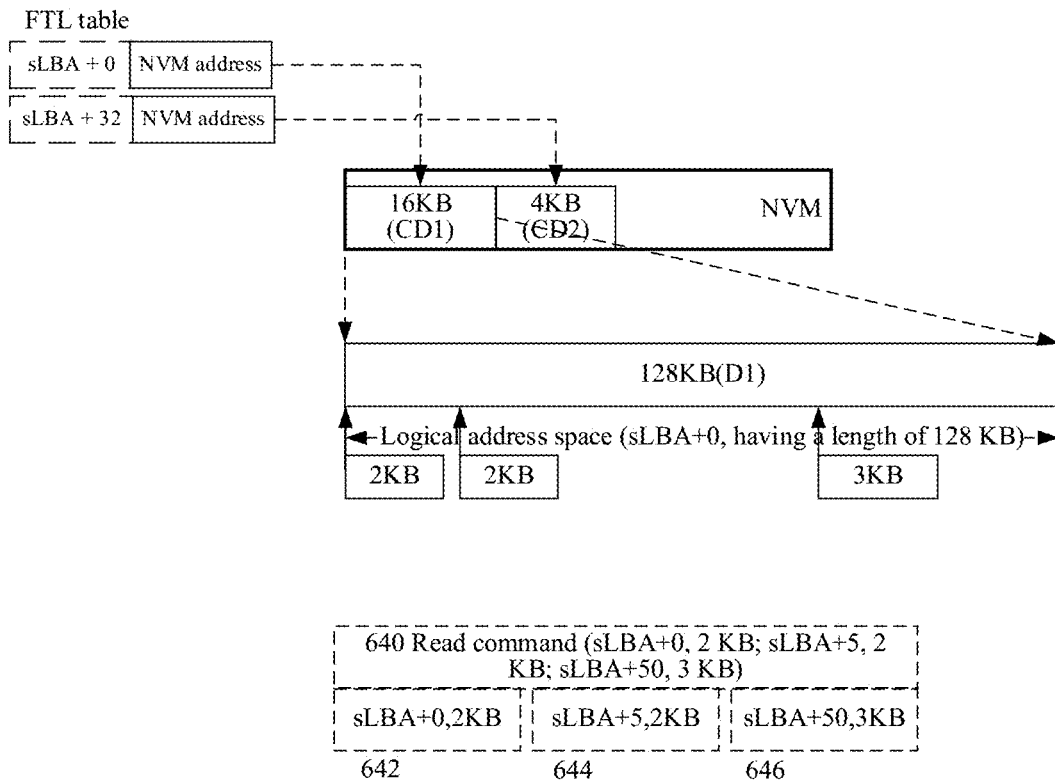 FTL table
sLBA + 0 NVM address
sLBA + 32 NVM address
16KB 4KB NVM
(CD1) (CD2)
128KB(D1)
Logical address space (sLBA+0, having a length of 128 KB)
2KB 2KB 3KB
640 Read command (sLBA+0, 2 KB; sLBA+5, 2
KB; sLBA+50, 3 KB)
sLBA+0,2KB sLBA+5,2KB sLBA+50,3KB
642 644 646